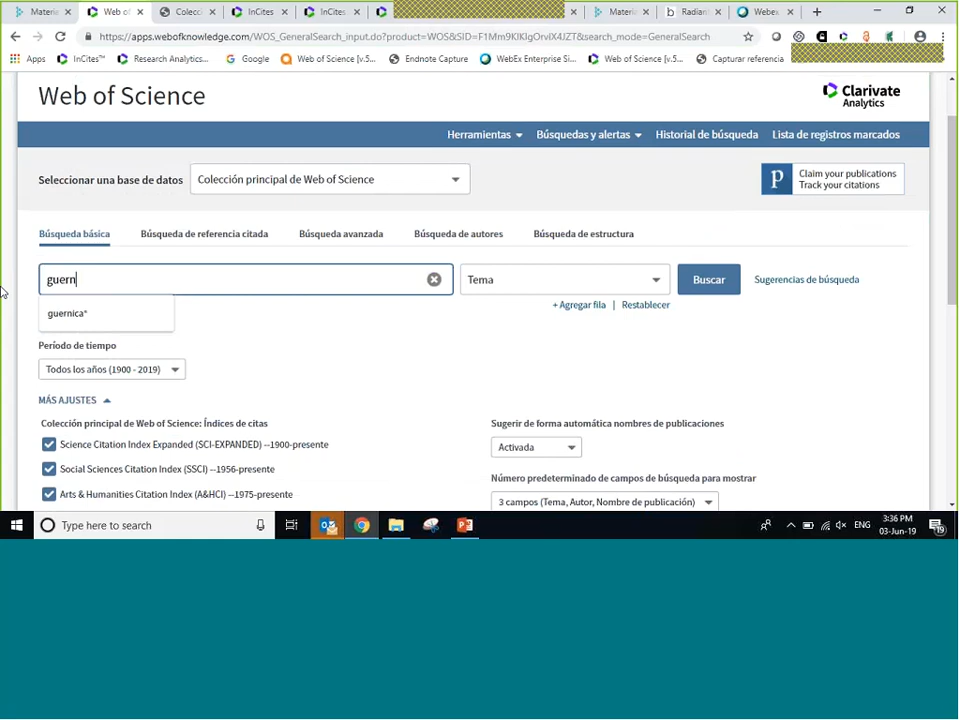 Materia
Web of
Colecci
InCites
InCites
Materia
Radiant
Webex
https://apps.webofknowledge.com/WOS_GeneralSearch_input.do?product=WOS&SID=F1Mm9KlKIgOrvIX4JZT&search_mode=GeneralSearch
Apps InCites™ Research Analytics... Google Web of Science [v.5... Endnote Capture WebEx Enterprise Si... Web of Science [v.5... Capturar referencia
Web of Science
Clarivate
Analytics
Herramientas Búsquedas y alertas Historial de búsqueda Lista de registros marcados
Seleccionar una base de datos Colección principal de Web of Science
p Claim your publications
Track your citations
Búsqueda básica Búsqueda de referencia citada Búsqueda avanzada Búsqueda de autores Búsqueda de estructura
guern Tema Buscar Sugerencias de búsqueda
+ Agregar fila | Restablecer
guernica*
Período de tiempo
Todos los años (1900 - 2019)
MÁS AJUSTES
Colección principal de Web of Science: Índices de citas
Science Citation Index Expanded (SCI-EXPANDED) --1900-presente
Social Sciences Citation Index (SSCI) --1956-presente
Arts & Humanities Citation Index (A&HCI) --1975-presente
Sugerir de forma automática nombres de publicaciones
Activada
Número predeterminado de campos de búsqueda para mostrar
3 campos (Tema, Autor, Nombre de publicación)
Type here to search
ENG
3:36 PM
03-Jun-19
19